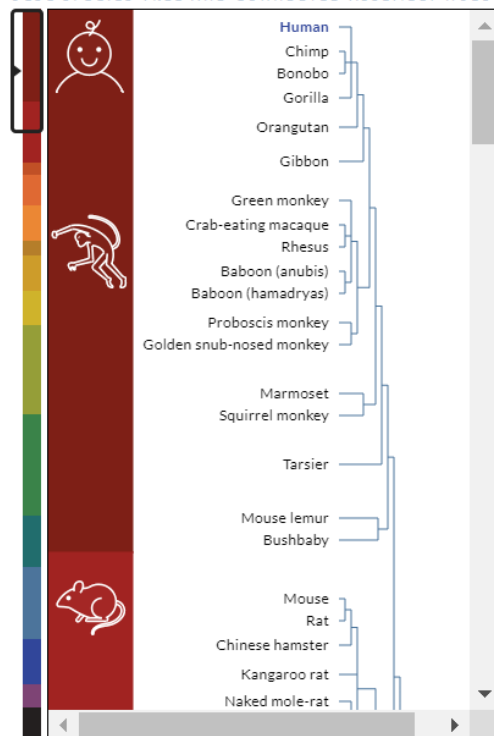 Human
Chimp
Bonobo
Gorilla
Orangutan
Gibbon
Green monkey
Crab-eating macaque
Rhesus
Baboon (anubis)
Baboon (hamadryas)
Proboscis monkey
Golden snub-nosed monkey
Marmoset
Squirrel monkey
Tarsier
Mouse lemur
Bushbaby
Mouse
Rat
Chinese hamster
Kangaroo rat
Naked mole-rat